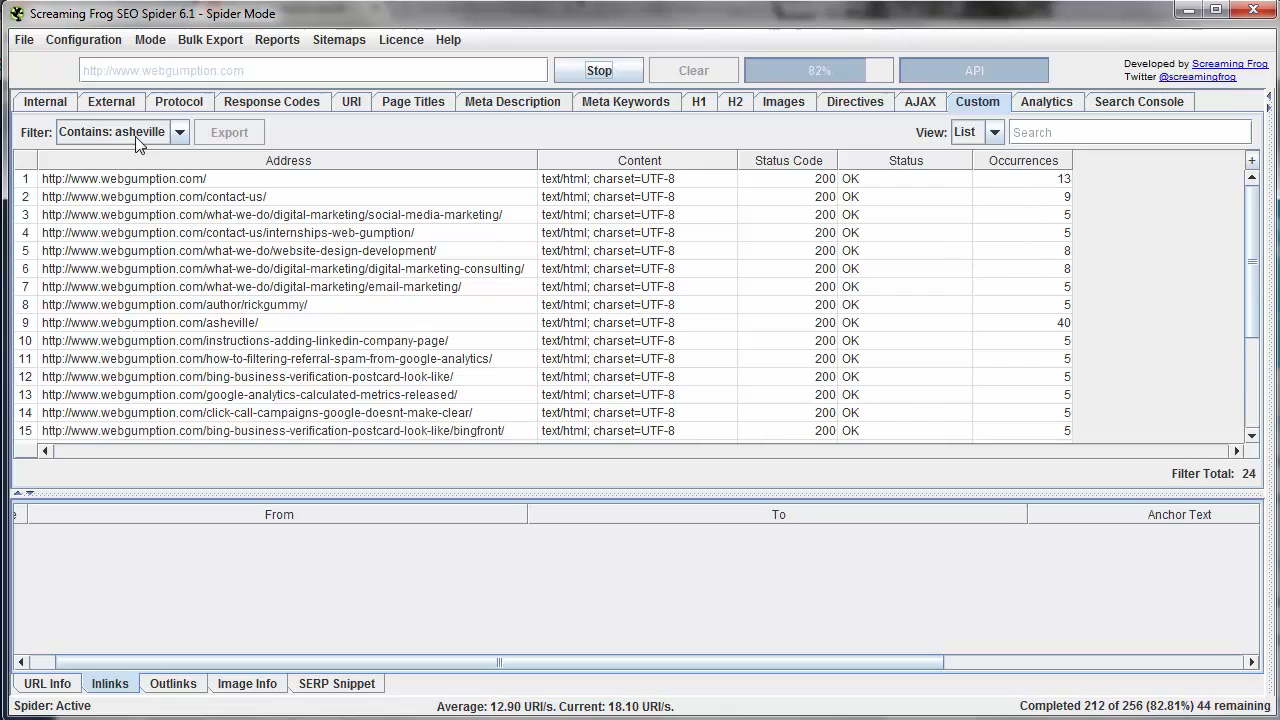 Screaming Frog SEO Spider 6.1 - Spider Mode
File Configuration Mode Bulk Export Reports Sitemaps Licence Help
http://www.webgumption.com Stop Clear 82% API Developed by Screaming Frog
Twitter @screamingfrog
Internal External Protocol Response Codes URI Page Titles Meta Description Meta Keywords H1 H2 Images Directives AJAX Custom Analytics Search Console
Filter: Contains: asheville Export View: List Search
Address Content Status Code Status Occurrences +
1 http://www.webgumption.com/ text/html; charset=UTF-8 200 OK 13
2 http://www.webgumption.com/contact-us/ text/html; charset=UTF-8 200 OK 9
3 http://www.webgumption.com/what-we-do/digital-marketing/social-media-marketing/ text/html; charset=UTF-8 200 OK 5
4 http://www.webgumption.com/contact-us/internships-web-gumption/ text/html; charset=UTF-8 200 OK 5
5 http://www.webgumption.com/what-we-do/website-design-development/ text/html; charset=UTF-8 200 OK 8
6 http://www.webgumption.com/what-we-do/digital-marketing/digital-marketing-consulting/ text/html; charset=UTF-8 200 OK 8
7 http://www.webgumption.com/what-we-do/digital-marketing/email-marketing/ text/html; charset=UTF-8 200 OK 5
8 http://www.webgumption.com/author/rickgummy/ text/html; charset=UTF-8 200 OK 5
9 http://www.webgumption.com/asheville/ text/html; charset=UTF-8 200 OK 40
10 http://www.webgumption.com/instructions-adding-linkedin-company-page/ text/html; charset=UTF-8 200 OK 5
11 http://www.webgumption.com/how-to-filtering-referral-spam-from-google-analytics/ text/html; charset=UTF-8 200 OK 5
12 http://www.webgumption.com/bing-business-verification-postcard-look-like/ text/html; charset=UTF-8 200 OK 5
13 http://www.webgumption.com/google-analytics-calculated-metrics-released/ text/html; charset=UTF-8 200 OK 5
14 http://www.webgumption.com/click-call-campaigns-google-doesnt-make-clear/ text/html; charset=UTF-8 200 OK 5
15 http://www.webgumption.com/bing-business-verification-postcard-look-like/bingfront/ text/html; charset=UTF-8 200 OK 5
Filter Total: 24
e From To Anchor Text
URL Info Inlinks Outlinks Image Info SERP Snippet
Spider: Active Average: 12.90 URI/s. Current: 18.10 URI/s. Completed 212 of 256 (82.81%) 44 remaining